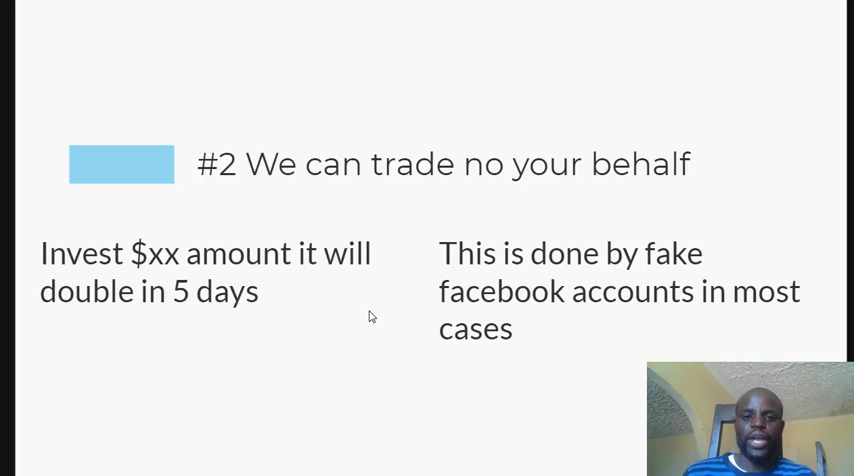 #2 We can trade no your behalf
Invest $xx amount it will
double in 5 days
This is done by fake
facebook accounts in most
cases